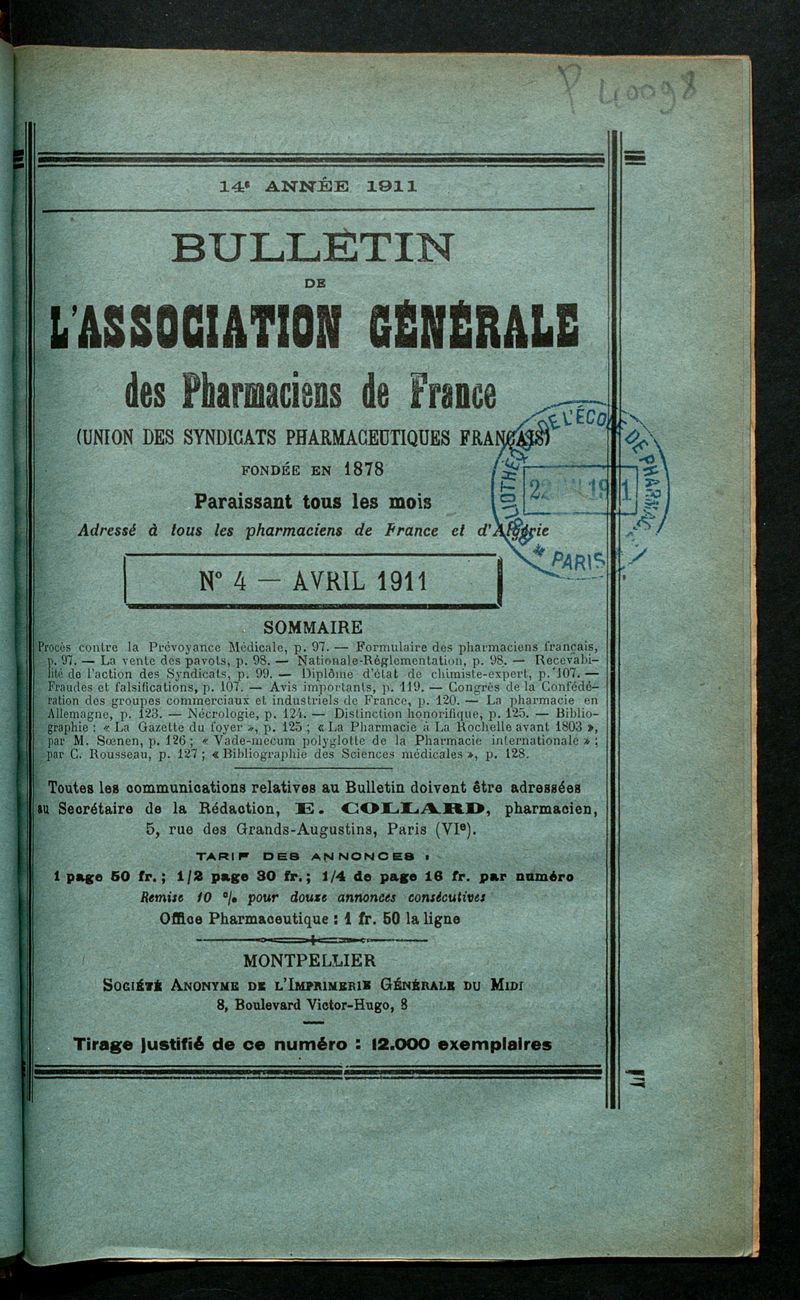 P 40098
14e ANNÉE 1911
BULLETIN
DE
L'ASSOCIATION GÉNÉRALE
des Pharmaciens de France
(UNION DES SYNDICATS PHARMACEUTIQUES FRANÇAIS)
FONDÉE EN 1878
Paraissant tous les mois
Adressé à tous les pharmaciens de France et d'Algérie
DE L'ÉCOLE DE PHARMACIE
22 1911
* PARIS *
N° 4 — AVRIL 1911
SOMMAIRE
Procès contre la Prévoyance Médicale, p. 97. — Formulaire des pharmaciens français,
p. 97. — La vente des pavots, p. 98. — Nationale-Règlementation, p. 98. — Recevabi-
lité de l'action des Syndicats, p. 99. — Diplôme d'état de chimiste-expert, p. 107. —
Fraudes et falsifications, p. 107. — Avis importants, p. 119. — Congrès de la Confédé-
ration des groupes commerciaux et industriels de France, p. 120. — La pharmacie en
Allemagne, p. 123. — Nécrologie, p. 124. — Distinction honorifique, p. 125. — Biblio-
graphie : « La Gazette du foyer », p. 125 ; « La Pharmacie à La Rochelle avant 1803 »,
par M. Sœnen, p. 126 ; « Vade-mecum polyglotte de la Pharmacie internationale » ;
par C. Rousseau, p. 127 ; « Bibliographie des Sciences médicales », p. 128.
Toutes les communications relatives au Bulletin doivent être adressées
au Secrétaire de la Rédaction, E. COLLARD, pharmacien,
5, rue des Grands-Augustins, Paris (VIe).
TARIF DES ANNONCES :
1 page 50 fr. ; 1/2 page 30 fr. ; 1/4 de page 16 fr. par numéro
Remise 10 % pour douze annonces consécutives
Office Pharmaceutique : 1 fr. 50 la ligne
MONTPELLIER
SOCIÉTÉ ANONYME DE L'IMPRIMERIE GÉNÉRALE DU MIDI
8, Boulevard Victor-Hugo, 8
Tirage justifié de ce numéro : 12.000 exemplaires